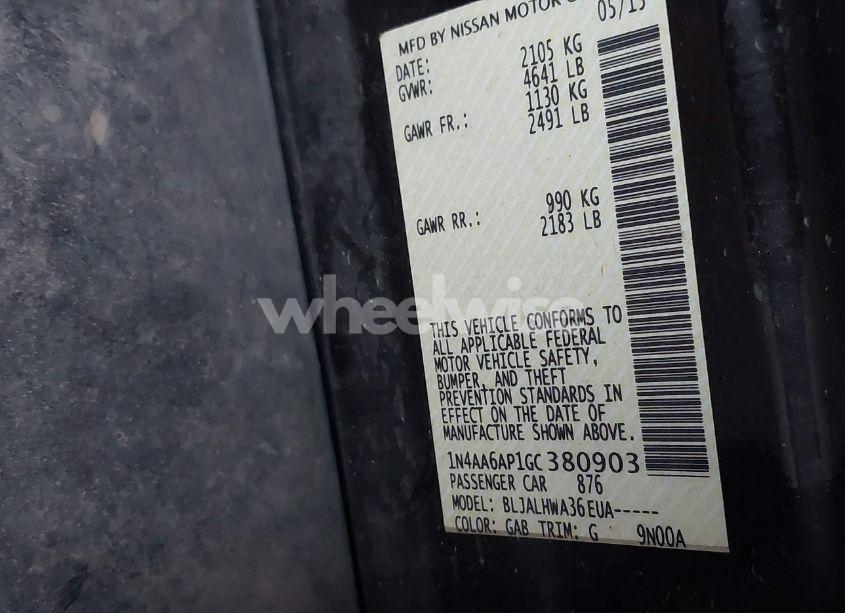 MFD BY NISSAN MOTOR
DATE: 05/15
GVWR: 2105 KG
4641 LB
GAWR FR.: 1130 KG
2491 LB
GAWR RR.: 990 KG
2183 LB
wheelwise
THIS VEHICLE CONFORMS TO
ALL APPLICABLE FEDERAL
MOTOR VEHICLE SAFETY,
BUMPER, AND THEFT
PREVENTION STANDARDS IN
EFFECT ON THE DATE OF
MANUFACTURE SHOWN ABOVE.
1N4AA6AP1GC380903
PASSENGER CAR 876
MODEL: BLJALHWA36EUA-----
COLOR: GAB TRIM: G 9N00A